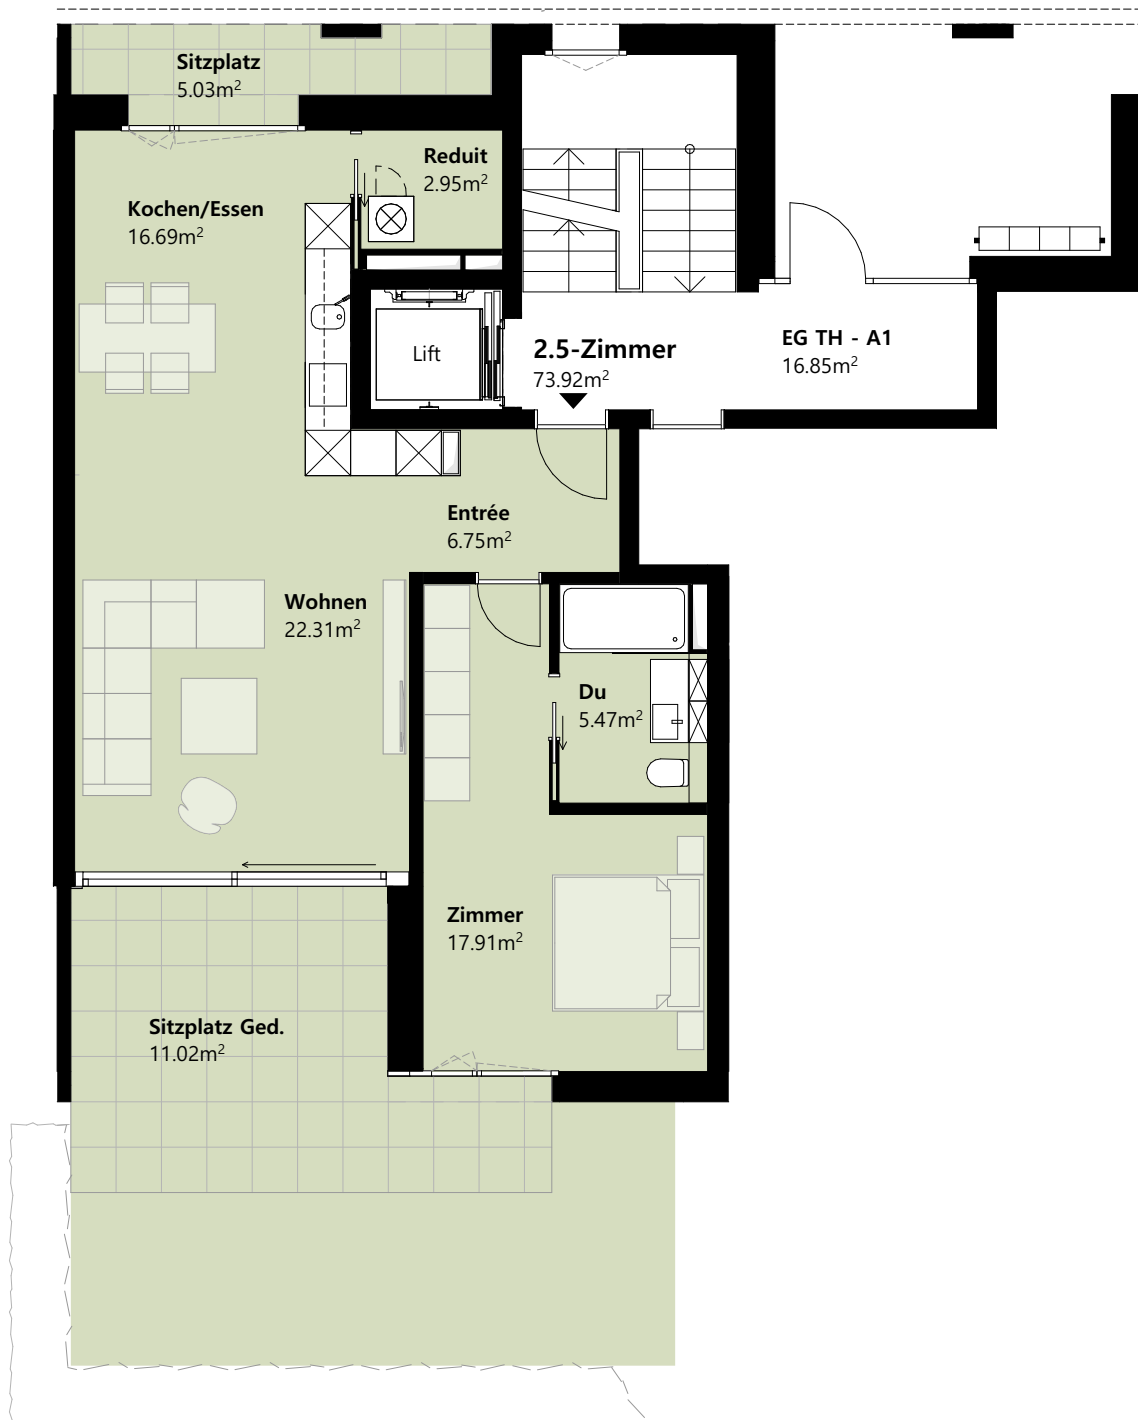 Sitzplatz
5.03m²
Reduit
2.95m²
Kochen/Essen
16.69m²
Lift
2.5-Zimmer
73.92m²
EG TH - A1
16.85m²
Entrée
6.75m²
Wohnen
22.31m²
Du
5.47m²
Zimmer
17.91m²
Sitzplatz Ged.
11.02m²